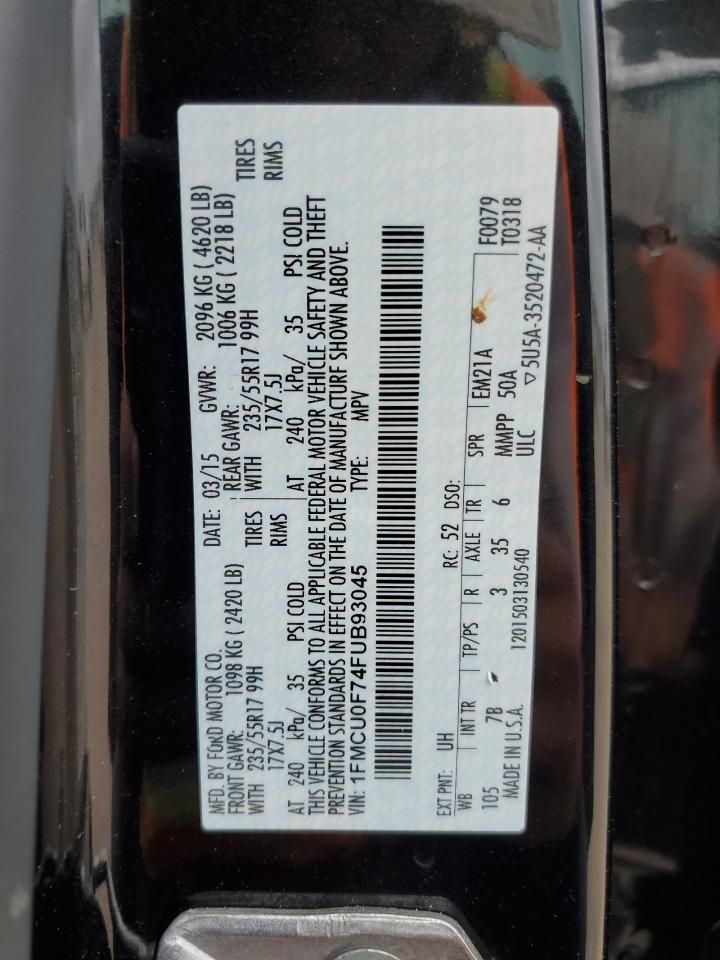 MFD. BY FORD MOTOR CO. DATE: 03/15 GVWR: 2096 KG ( 4620 LB)
FRONT GAWR: 1098 KG ( 2420 LB) REAR GAWR: 1006 KG ( 2218 LB)
WITH 235/55R17 99H TIRES WITH 235/55R17 99H TIRES
17X7.5J RIMS 17X7.5J RIMS
AT 240 kPa/ 35 PSI COLD AT 240 kPa/ 35 PSI COLD
THIS VEHICLE CONFORMS TO ALL APPLICABLE FEDERAL MOTOR VEHICLE SAFETY AND THEFT
PREVENTION STANDARDS IN EFFECT ON THE DATE OF MANUFACTURE SHOWN ABOVE.
VIN: 1FMCU0F74FUB93045 TYPE: MPV
EXT PNT: UH RC: 52 DSO: F0079
WB INT TR TP/PS R AXLE TR SPR EM21A T0318
105 7B 3 35 6 MMPP 50A
MADE IN U.S.A. 1201503130540 ULC ▽5U5A-3520472-AA